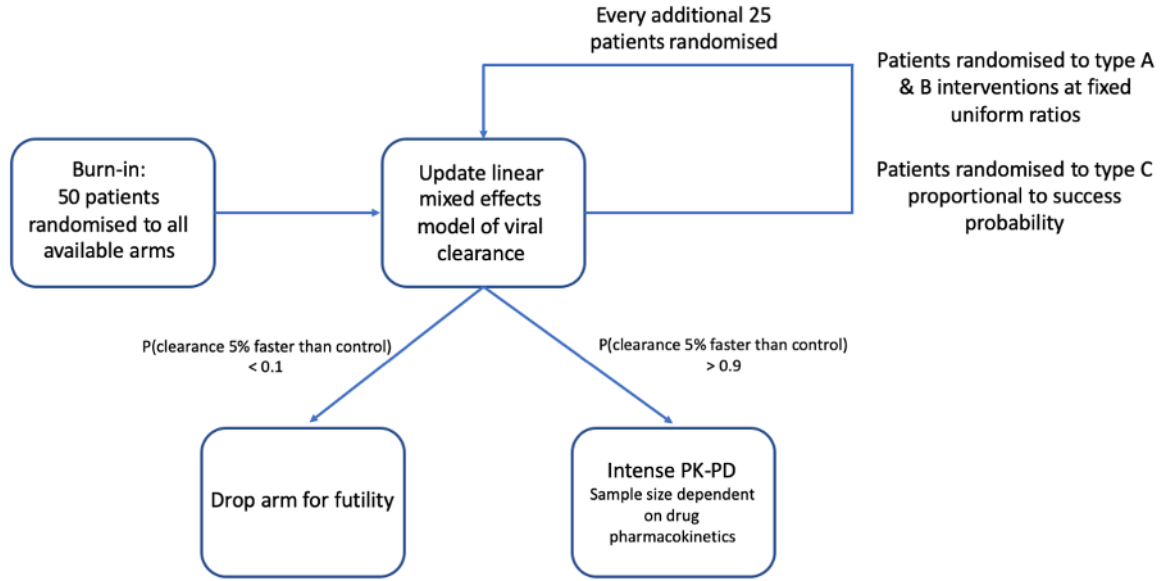 Every additional 25
patients randomised
Patients randomised to type A
& B interventions at fixed
uniform ratios
Patients randomised to type C
proportional to success
probability
Burn-in:
50 patients
randomised to all
available arms
Update linear
mixed effects
model of viral
clearance
P(clearance 5% faster than control)
< 0.1
P(clearance 5% faster than control)
> 0.9
Drop arm for futility
Intense PK-PD
Sample size dependent
on drug
pharmacokinetics